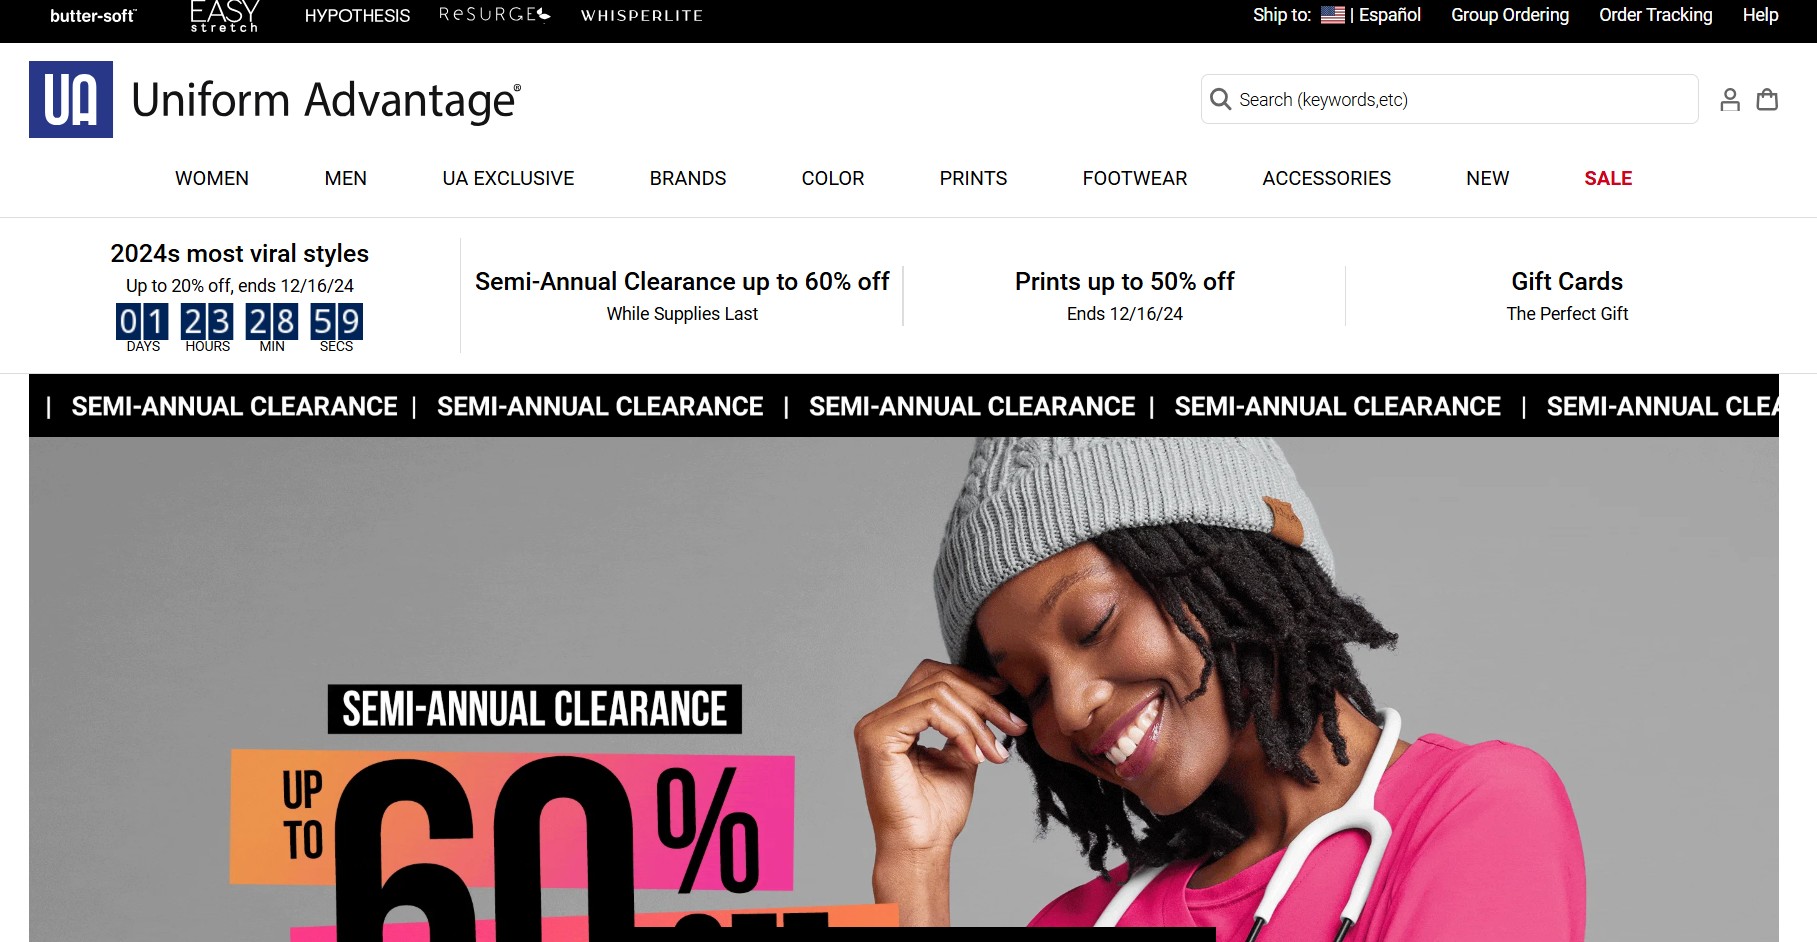 butter-soft™
EASY
stretch
HYPOTHESIS
ReSURGE
WHISPERLITE
Ship to: | Español
Group Ordering
Order Tracking
Help
UA Uniform Advantage®
Search (keywords,etc)
WOMEN
MEN
UA EXCLUSIVE
BRANDS
COLOR
PRINTS
FOOTWEAR
ACCESSORIES
NEW
SALE
2024s most viral styles
Up to 20% off, ends 12/16/24
01 23 28 59
DAYS HOURS MIN SECS
Semi-Annual Clearance up to 60% off
While Supplies Last
Prints up to 50% off
Ends 12/16/24
Gift Cards
The Perfect Gift
| SEMI-ANNUAL CLEARANCE | SEMI-ANNUAL CLEARANCE | SEMI-ANNUAL CLEARANCE | SEMI-ANNUAL CLEARANCE | SEMI-ANNUAL CLEA
SEMI-ANNUAL CLEARANCE
UP TO 60%